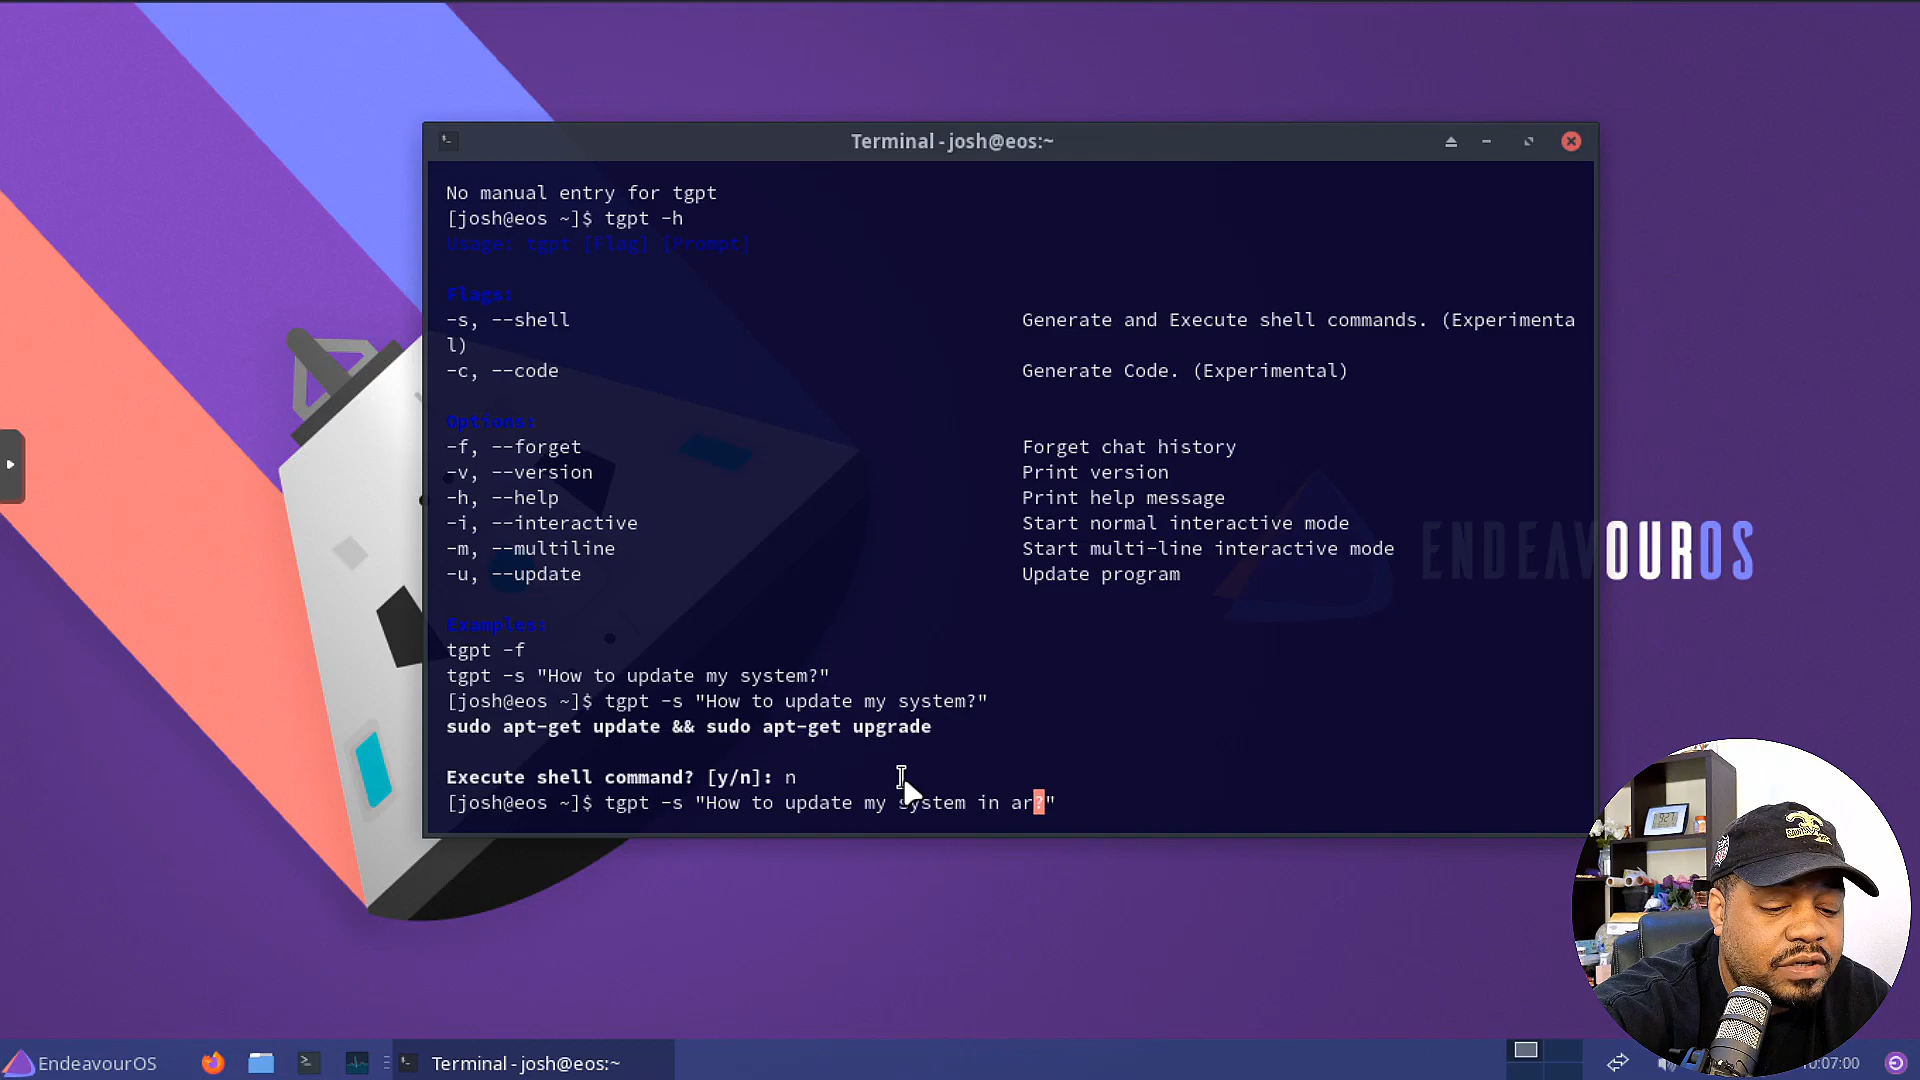 Terminal - josh@eos:~
No manual entry for tgpt
[josh@eos ~]$ tgpt -h
Usage: tgpt [Flag] [Prompt]
Flags:
-s, --shell Generate and Execute shell commands. (Experimenta
l)
-c, --code Generate Code. (Experimental)
Options:
-f, --forget Forget chat history
-v, --version Print version
-h, --help Print help message
-i, --interactive Start normal interactive mode
-m, --multiline Start multi-line interactive mode
-u, --update Update program
ENDEAVOUROS
Examples:
tgpt -f
tgpt -s "How to update my system?"
[josh@eos ~]$ tgpt -s "How to update my system?"
sudo apt-get update && sudo apt-get upgrade
Execute shell command? [y/n]: n
[josh@eos ~]$ tgpt -s "How to update my system in ar?"
EndeavourOS
Terminal - josh@eos:~